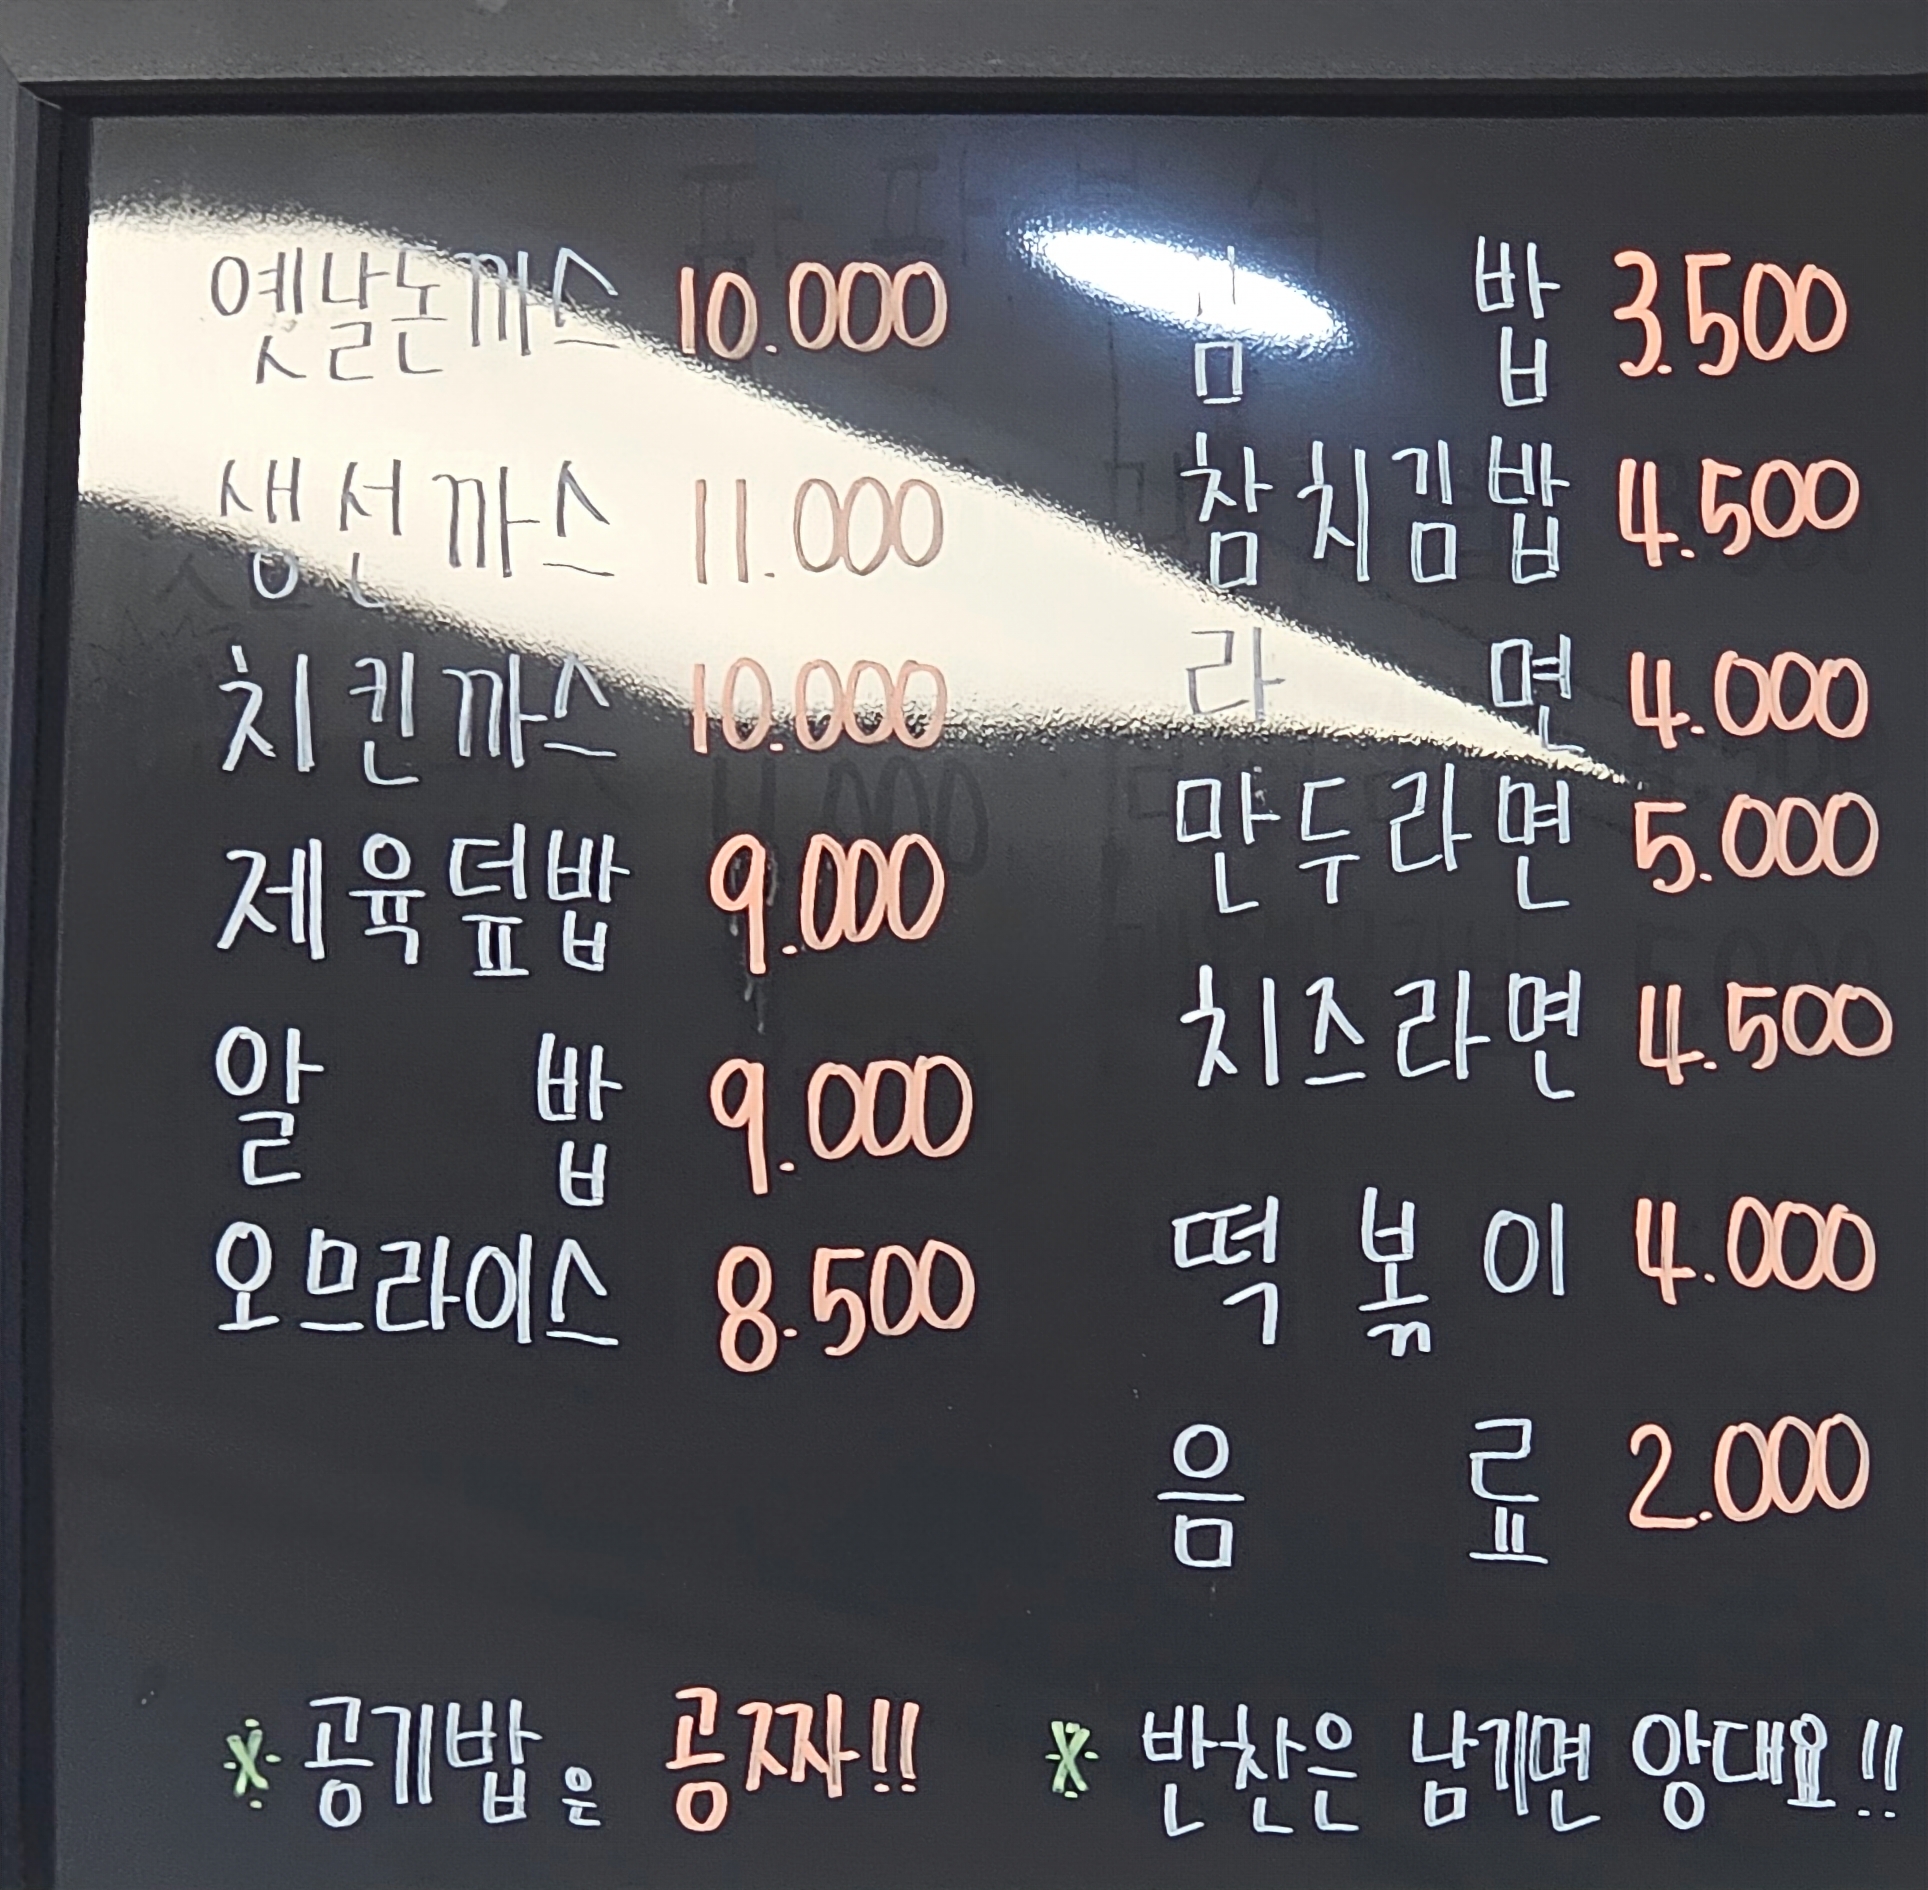 옛날돈까스 10.000
생선까스 11.000
치킨까스 10.000
제육덮밥 9.000
알 밥 9.000
오므라이스 8.500
김 밥 3.500
참치김밥 4.500
라 면 4.000
만두라면 5.000
치즈라면 4.500
떡볶이 4.000
음 료 2.000
* 공기밥은 공짜!!
* 반찬은 남기면 앙대요!!